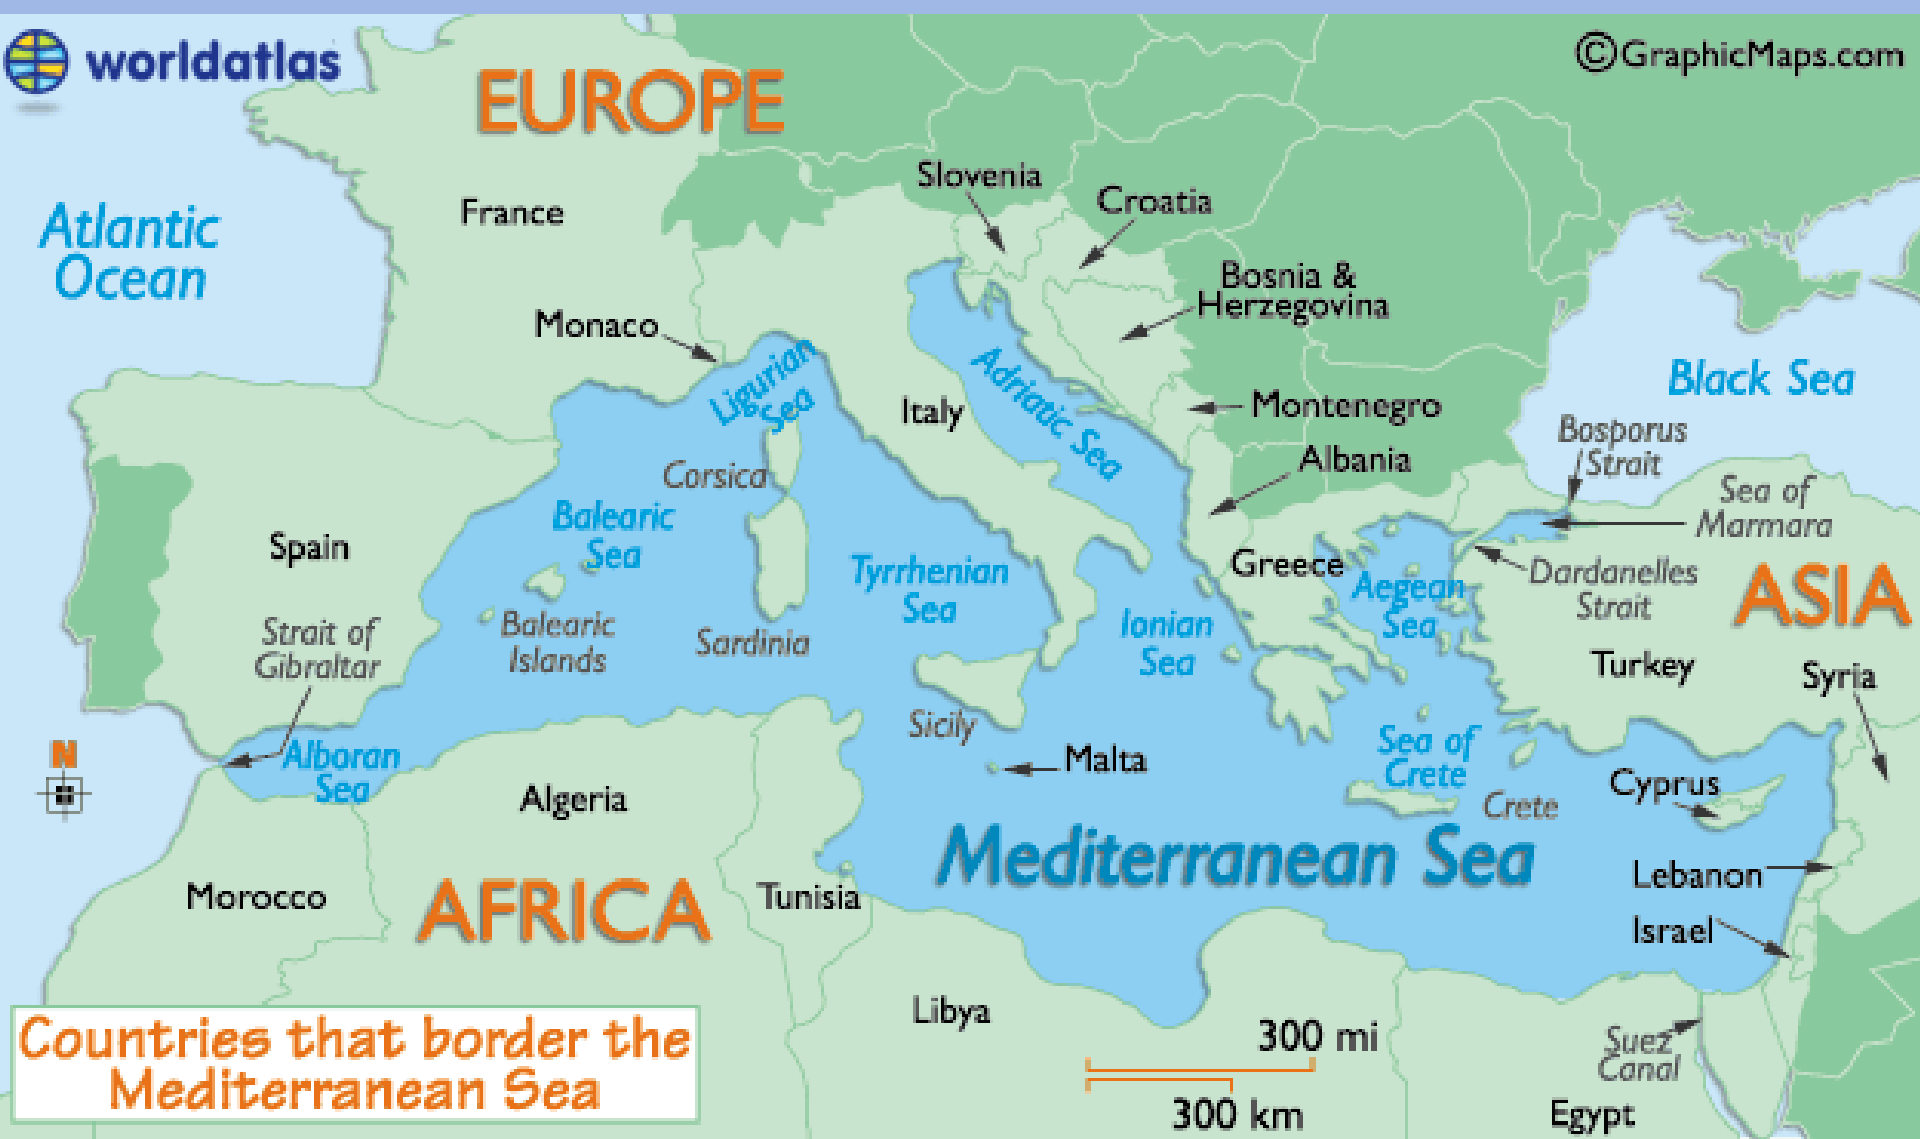 worldatlas
©GraphicMaps.com
EUROPE
Slovenia
Croatia
France
Atlantic
Ocean
Bosnia &
Herzegovina
Monaco
Ligurian
Sea
Adriatic Sea
Black Sea
Italy
Montenegro
Bosporus
Strait
Albania
Corsica
Sea of
Marmara
Balearic
Sea
Spain
Greece
Tyrrhenian
Sea
Aegean
Sea
Dardanelles
Strait
ASIA
Strait of
Gibraltar
Balearic
Islands
Sardinia
Ionian
Sea
Turkey
Syria
Sicily
N
Alboran
Sea
Malta
Sea of
Crete
Cyprus
Algeria
Crete
Mediterranean Sea
Lebanon
Morocco
AFRICA
Tunisia
Israel
Libya
300 mi
300 km
Suez
Canal
Egypt
Countries that border the
Mediterranean Sea